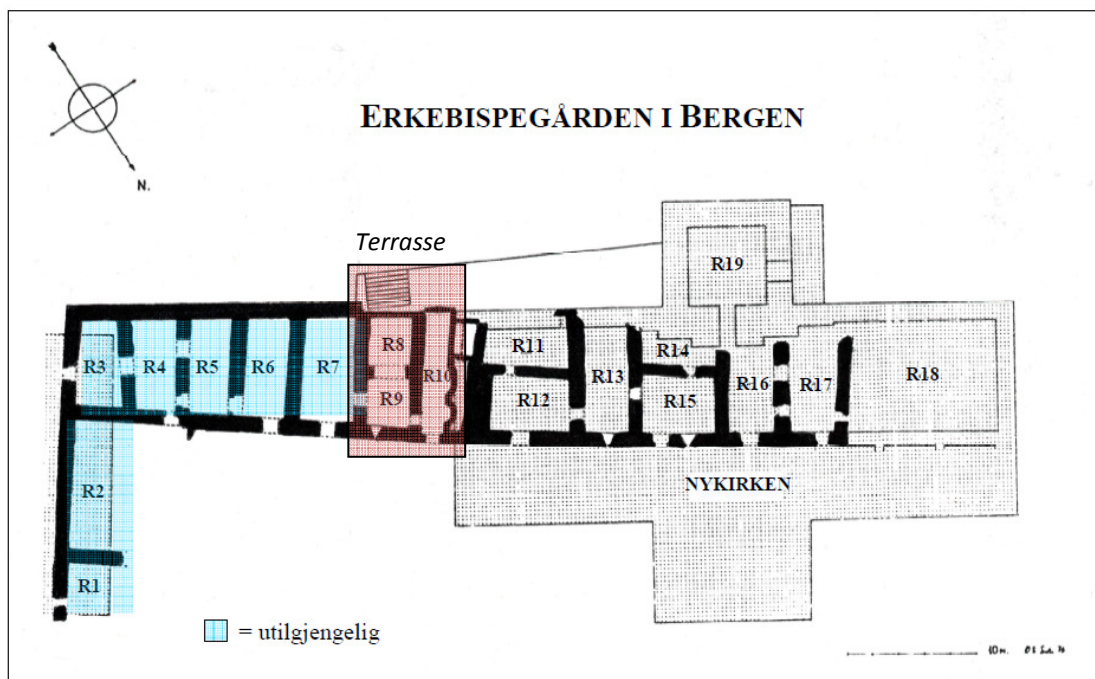 ERKEBISPEGÅRDEN I BERGEN
N.
Terrasse
R19
R3
R4
R5
R6
R7
R8
R9
R10
R11
R12
R13
R14
R15
R16
R17
R18
R2
R1
NYKIRKEN
= utilgjengelig
10 m.